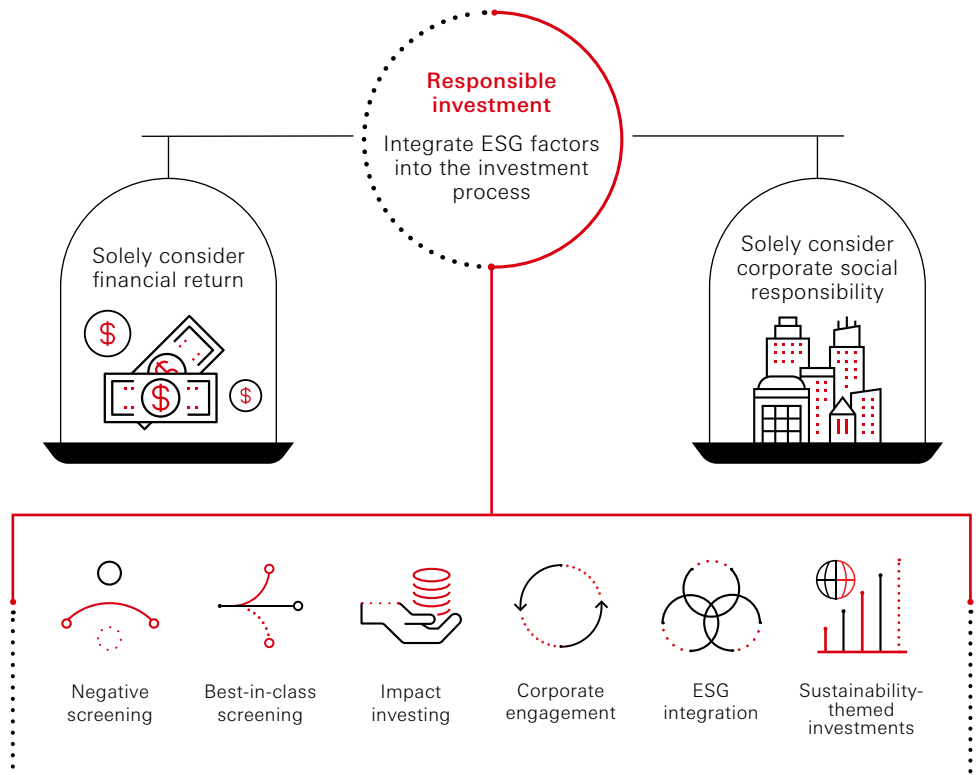 Responsible
investment
Integrate ESG factors
into the investment
process
Solely consider
financial return
$
$
$
Solely consider
corporate social
responsibility
Negative
screening
Best-in-class
screening
Impact
investing
Corporate
engagement
ESG
integration
Sustainability-
themed
investments